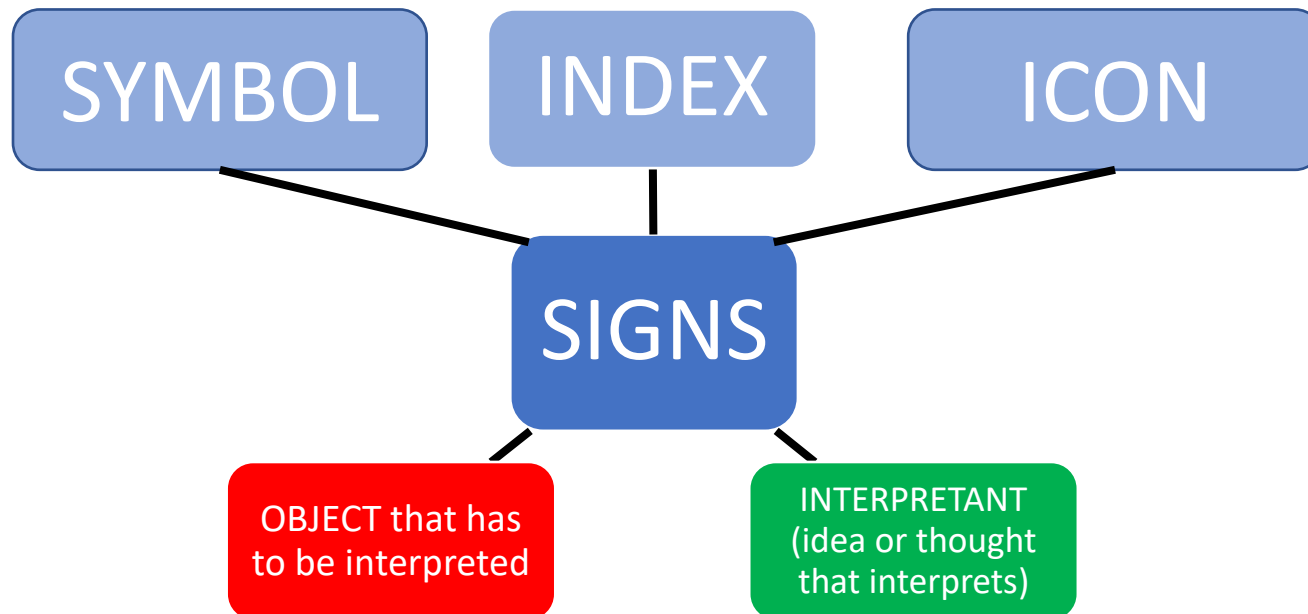 SYMBOL
INDEX
ICON
SIGNS
OBJECT that has
to be interpreted
INTERPRETANT
(idea or thought
that interprets)